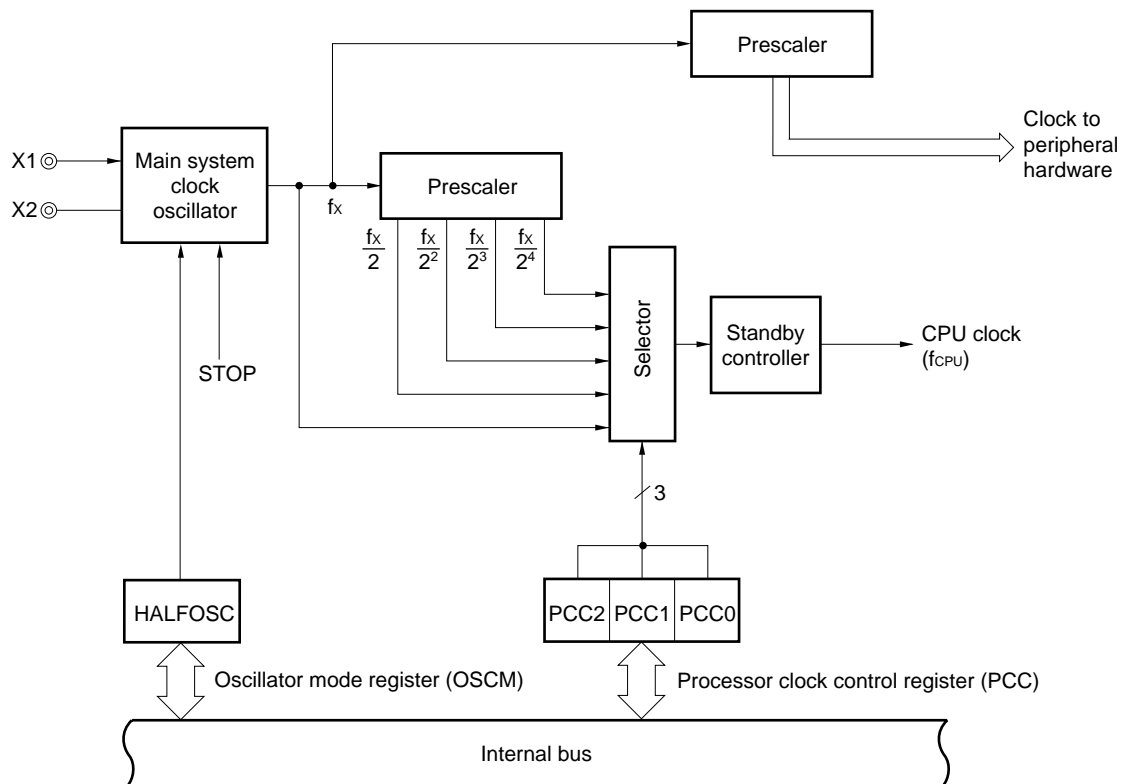 Prescaler
Clock to
peripheral
hardware
X1
X2
Main system
clock
oscillator
fX
Prescaler
fX/2
fX/2²
fX/2³
fX/2⁴
STOP
Selector
Standby
controller
CPU clock
(fCPU)
3
HALFOSC
PCC2 PCC1 PCC0
Oscillator mode register (OSCM)
Processor clock control register (PCC)
Internal bus